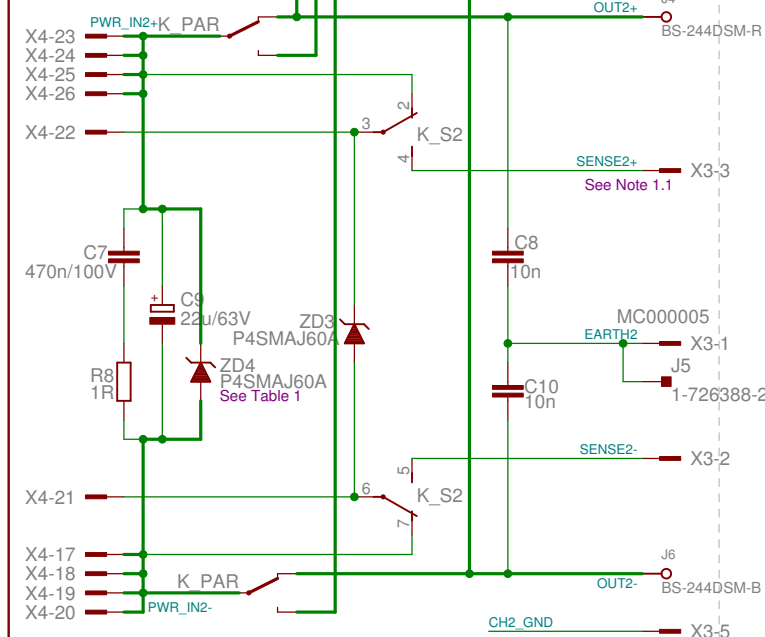 OUT2+
PWR_IN2+
K_PAR
BS-244DSM-R
X4-23
X4-24
X4-25
X4-26
2
3
X4-22
K_S2
4
SENSE2+
X3-3
See Note 1.1
C7
470n/100V
C8
10n
C9
22u/63V
ZD3
P4SMAJ60A
MC000005
EARTH2
X3-1
J5
1-726388-2
R8
1R
ZD4
P4SMAJ60A
See Table 1
C10
10n
SENSE2-
X3-2
5
6
X4-21
K_S2
7
X4-17
X4-18
X4-19
X4-20
K_PAR
PWR_IN2-
J6
OUT2-
BS-244DSM-B
CH2_GND
X3-5